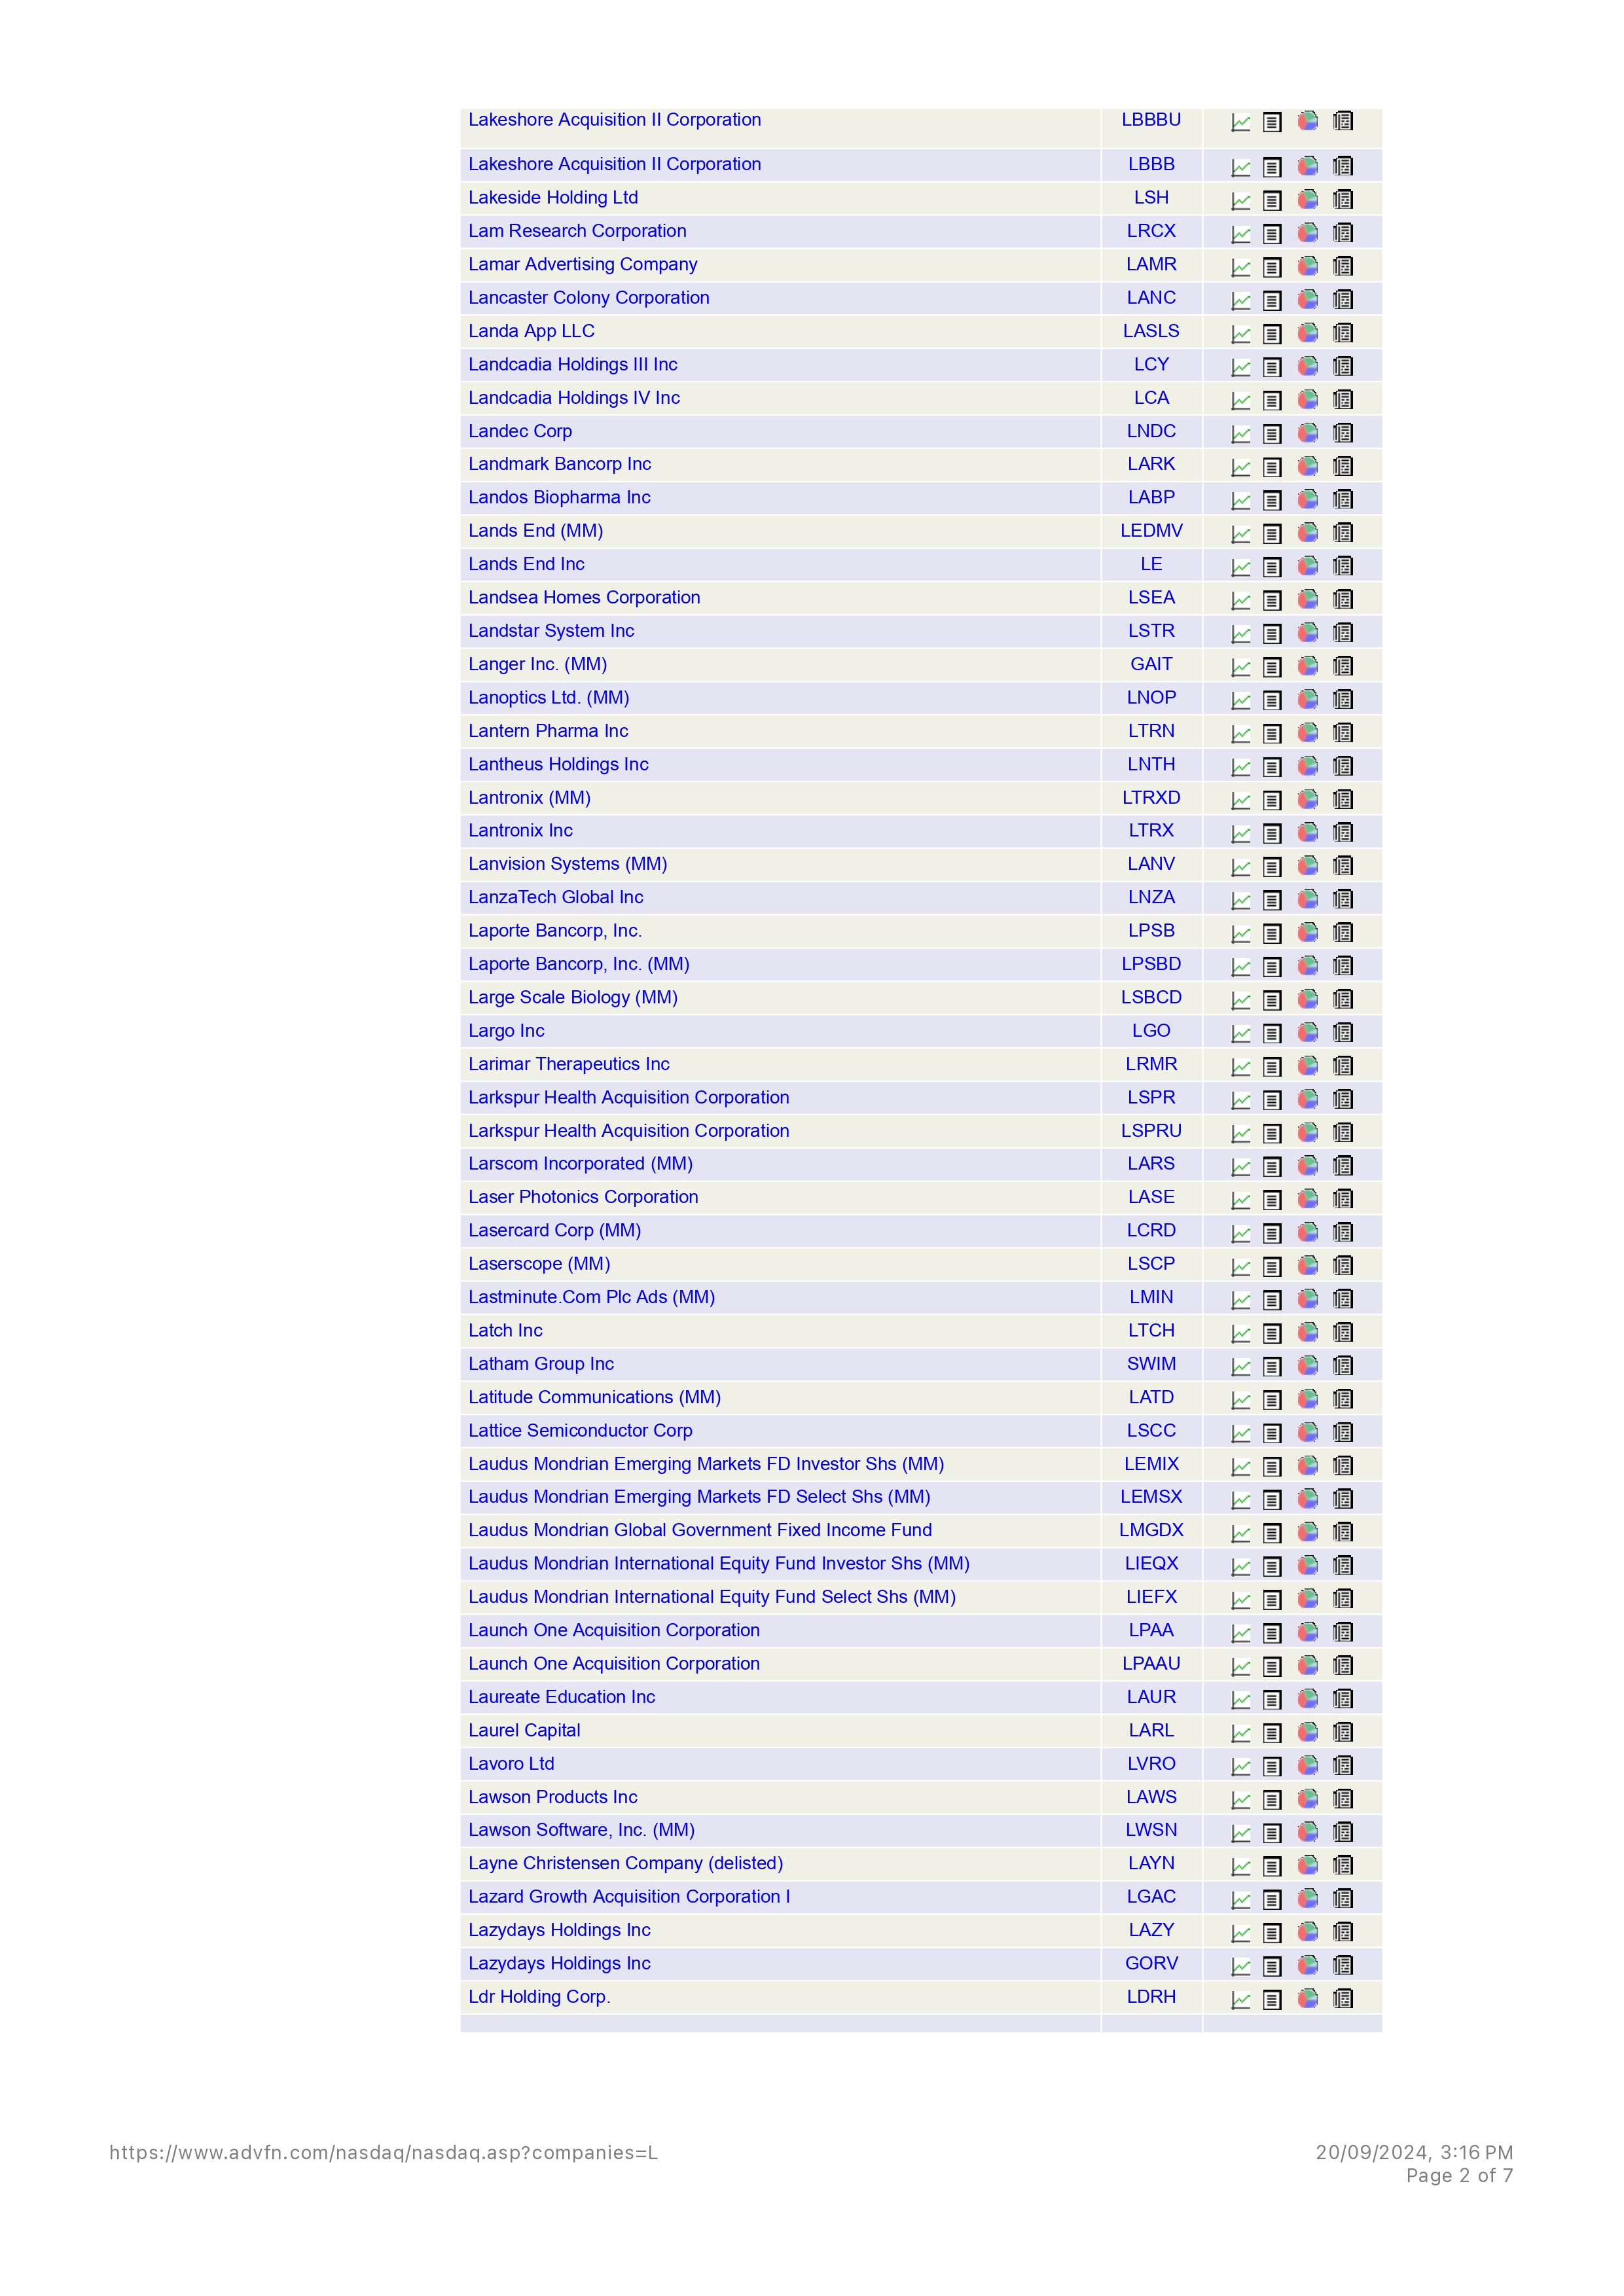 Lakeshore Acquisition II Corporation LBBBU
Lakeshore Acquisition II Corporation LBBB
Lakeside Holding Ltd LSH
Lam Research Corporation LRCX
Lamar Advertising Company LAMR
Lancaster Colony Corporation LANC
Landa App LLC LASLS
Landcadia Holdings III Inc LCY
Landcadia Holdings IV Inc LCA
Landec Corp LNDC
Landmark Bancorp Inc LARK
Landos Biopharma Inc LABP
Lands End (MM) LEDMV
Lands End Inc LE
Landsea Homes Corporation LSEA
Landstar System Inc LSTR
Langer Inc. (MM) GAIT
Lanoptics Ltd. (MM) LNOP
Lantern Pharma Inc LTRN
Lantheus Holdings Inc LNTH
Lantronix (MM) LTRXD
Lantronix Inc LTRX
Lanvision Systems (MM) LANV
LanzaTech Global Inc LNZA
Laporte Bancorp, Inc. LPSB
Laporte Bancorp, Inc. (MM) LPSBD
Large Scale Biology (MM) LSBCD
Largo Inc LGO
Larimar Therapeutics Inc LRMR
Larkspur Health Acquisition Corporation LSPR
Larkspur Health Acquisition Corporation LSPRU
Larscom Incorporated (MM) LARS
Laser Photonics Corporation LASE
Lasercard Corp (MM) LCRD
Laserscope (MM) LSCP
Lastminute.Com Plc Ads (MM) LMIN
Latch Inc LTCH
Latham Group Inc SWIM
Latitude Communications (MM) LATD
Lattice Semiconductor Corp LSCC
Laudus Mondrian Emerging Markets FD Investor Shs (MM) LEMIX
Laudus Mondrian Emerging Markets FD Select Shs (MM) LEMSX
Laudus Mondrian Global Government Fixed Income Fund LMGDX
Laudus Mondrian International Equity Fund Investor Shs (MM) LIEQX
Laudus Mondrian International Equity Fund Select Shs (MM) LIEFX
Launch One Acquisition Corporation LPAA
Launch One Acquisition Corporation LPAAU
Laureate Education Inc LAUR
Laurel Capital LARL
Lavoro Ltd LVRO
Lawson Products Inc LAWS
Lawson Software, Inc. (MM) LWSN
Layne Christensen Company (delisted) LAYN
Lazard Growth Acquisition Corporation I LGAC
Lazydays Holdings Inc LAZY
Lazydays Holdings Inc GORV
Ldr Holding Corp. LDRH
https://www.advfn.com/nasdaq/nasdaq.asp?companies=L 20/09/2024, 3:16 PM
Page 2 of 7